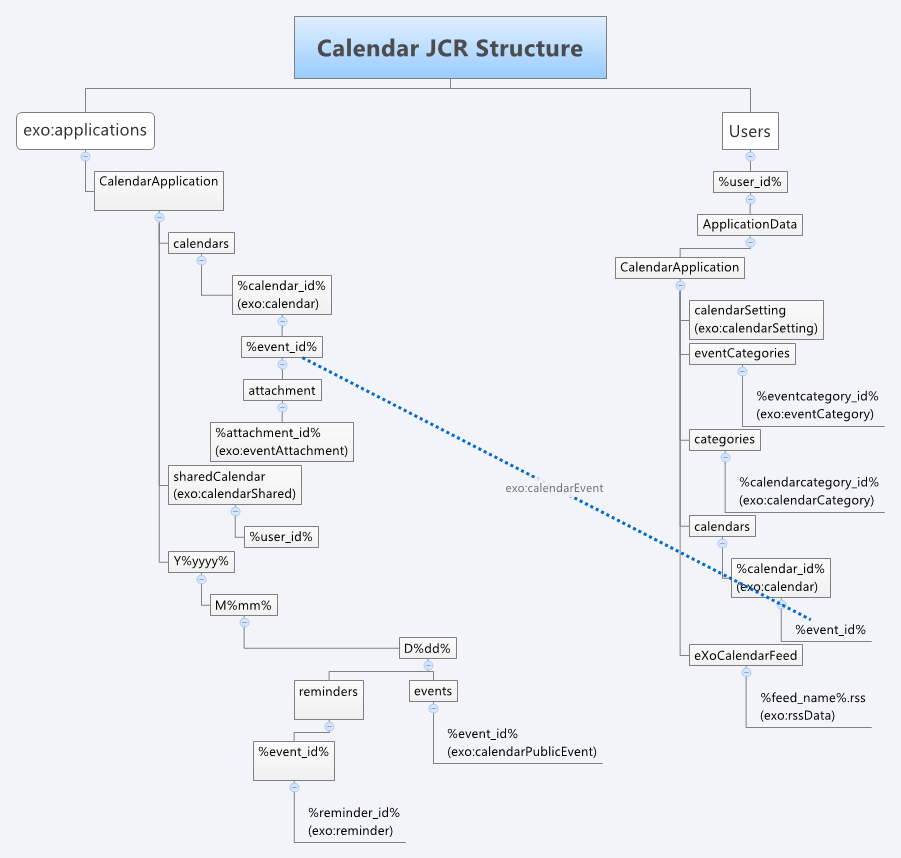 Calendar JCR Structure
exo:applications
CalendarApplication
calendars
%calendar_id%
(exo:calendar)
%event_id%
attachment
%attachment_id%
(exo:eventAttachment)
sharedCalendar
(exo:calendarShared)
%user_id%
Y%yyyy%
M%mm%
D%dd%
reminders
%event_id%
%reminder_id%
(exo:reminder)
events
%event_id%
(exo:calendarPublicEvent)
exo:calendarEvent
Users
%user_id%
ApplicationData
CalendarApplication
calendarSetting
(exo:calendarSetting)
eventCategories
%eventcategory_id%
(exo:eventCategory)
categories
%calendarcategory_id%
(exo:calendarCategory)
calendars
%calendar_id%
(exo:calendar)
%event_id%
eXoCalendarFeed
%feed_name%.rss
(exo:rssData)